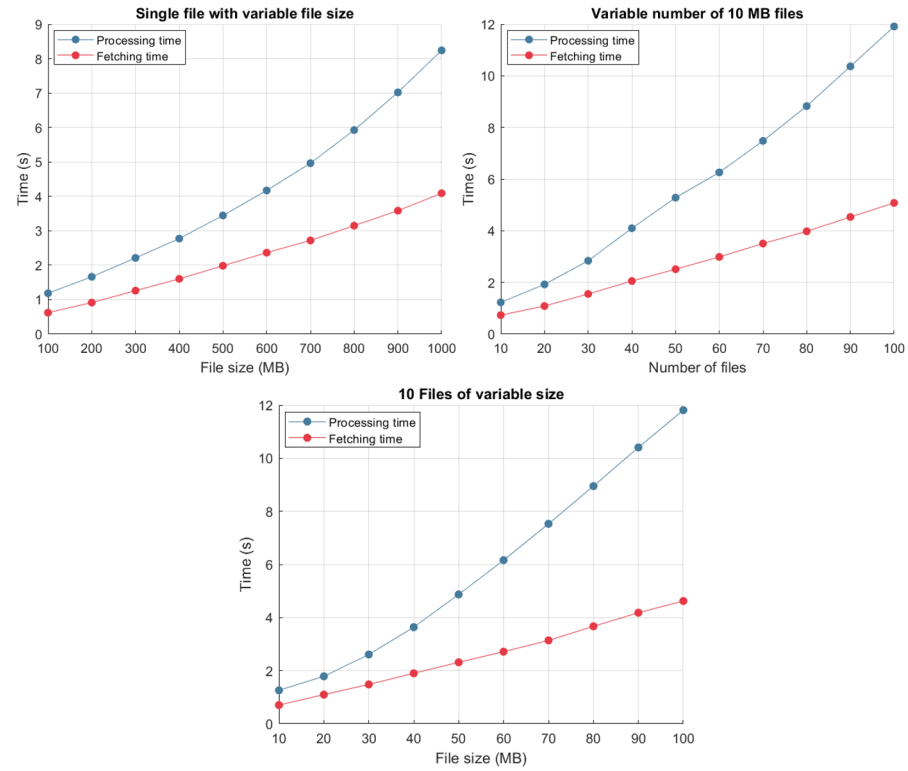 Single file with variable file size
9
8
7
6
5
4
3
2
1
0
Time (s)
Processing time
Fetching time
100 200 300 400 500 600 700 800 900 1000
File size (MB)
Variable number of 10 MB files
12
12
10
8
6
4
2
0
Time (s)
Processing time
Fetching time
10 20 30 40 50 60 70 80 90 100
Number of files
10 Files of variable size
12
10
8
6
4
2
0
Time (s)
Processing time
Fetching time
10 20 30 40 50 60 70 80 90 100
File size (MB)